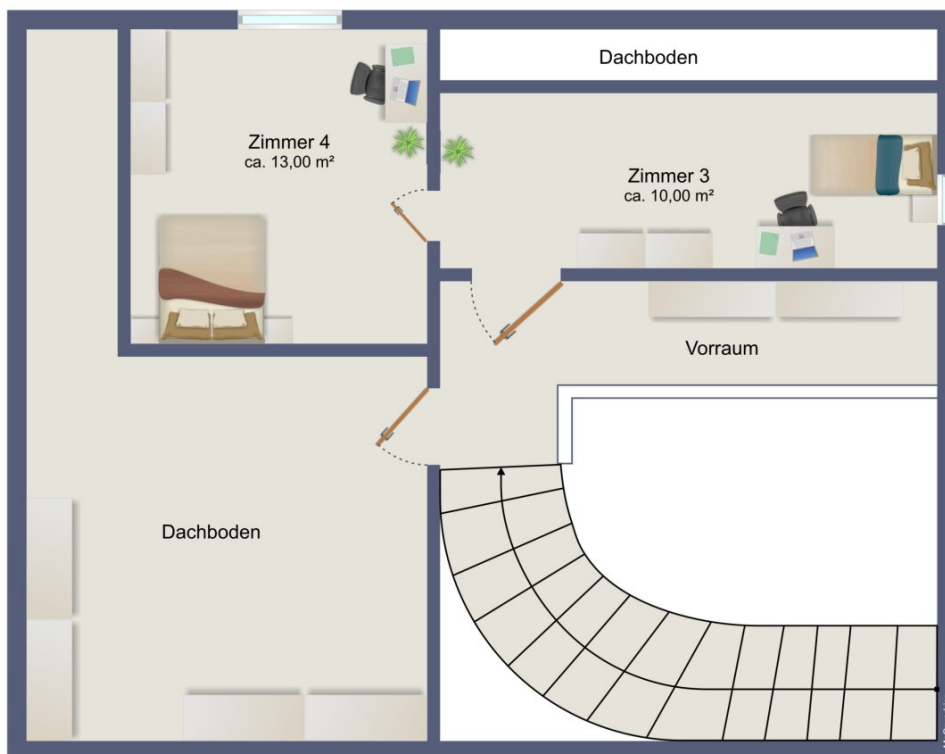 Dachboden
Zimmer 4
ca. 13,00 m²
Zimmer 3
ca. 10,00 m²
Vorraum
Dachboden